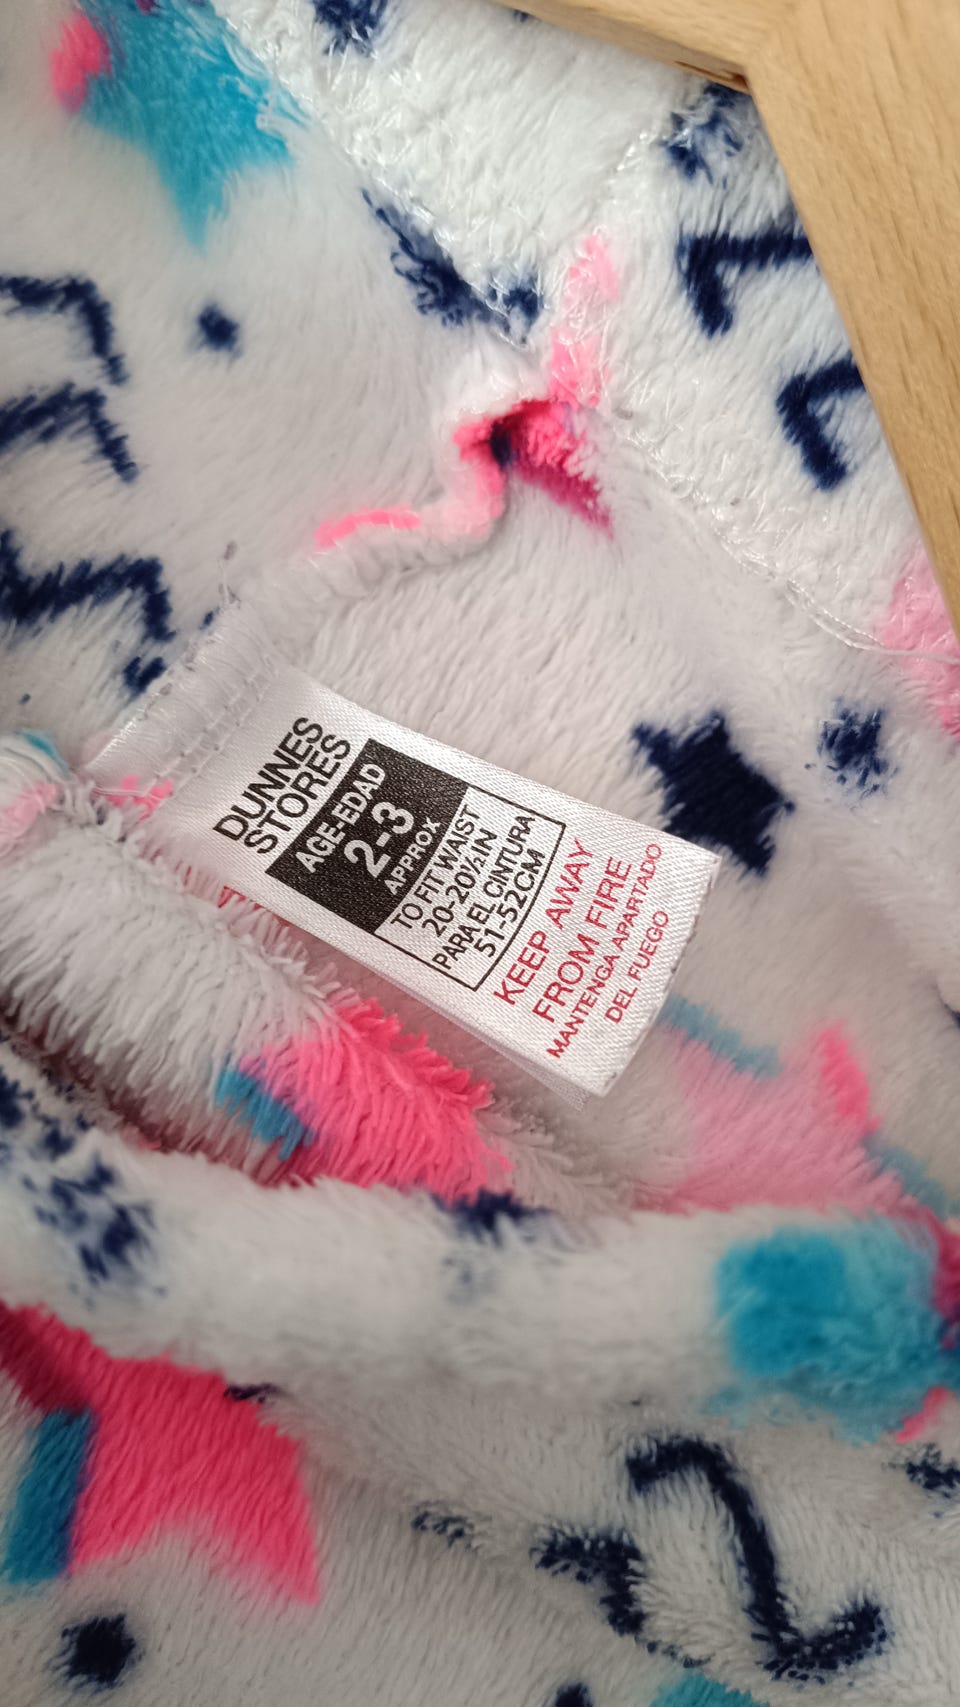 DUNNES
STORES
AGE-EDAD
2-3
APPROX
TO FIT WAIST
20-20½IN
PARA EL CINTURA
51-52CM
KEEP AWAY
FROM FIRE
MANTENGA APARTADO
DEL FUEGO